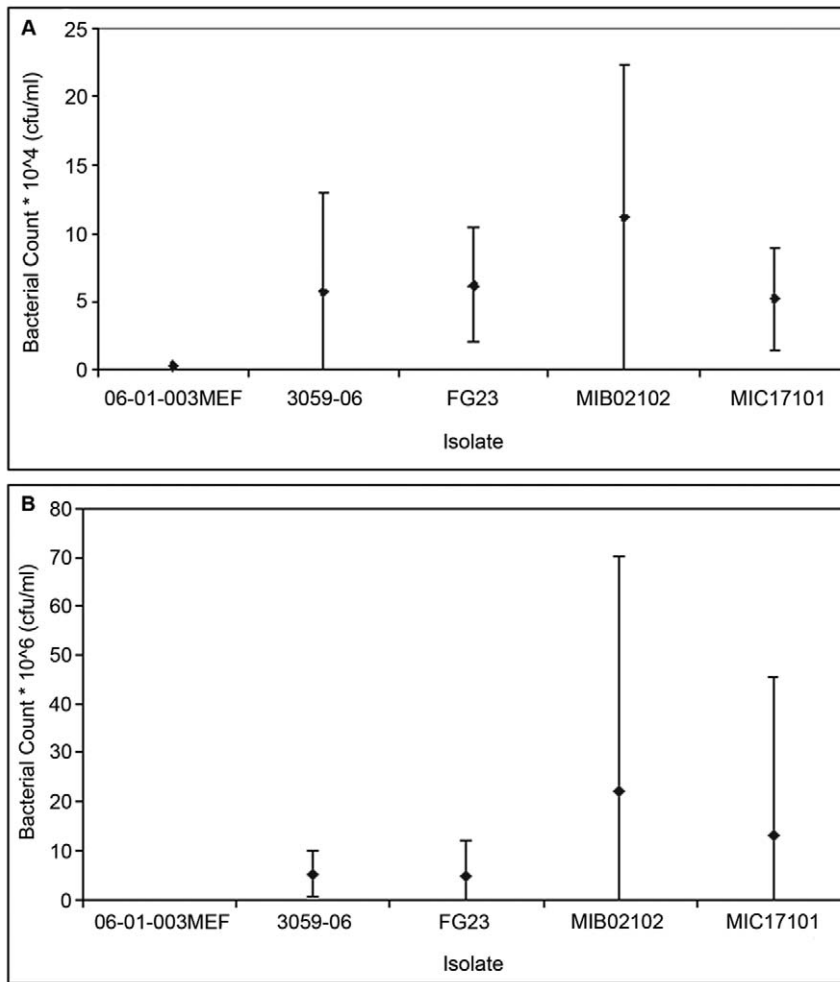 A
Bacterial Count * 10^4 (cfu/ml)
25
20
15
10
5
0
06-01-003MEF 3059-06 FG23 MIB02102 MIC17101
Isolate
B
Bacterial Count * 10^6 (cfu/ml)
80
70
60
50
40
30
20
10
0
06-01-003MEF 3059-06 FG23 MIB02102 MIC17101
Isolate